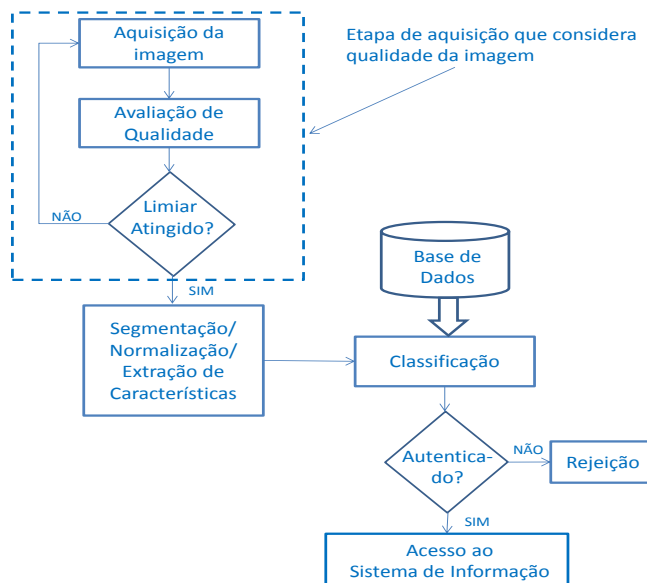 Aquisição da
imagem
Etapa de aquisição que considera
qualidade da imagem
Avaliação de
Qualidade
Limiar
Atingido?
NÃO
SIM
Base de
Dados
Segmentação/
Normalização/
Extração de
Características
Classificação
Autentica-
do?
NÃO
Rejeição
SIM
Acesso ao
Sistema de Informação